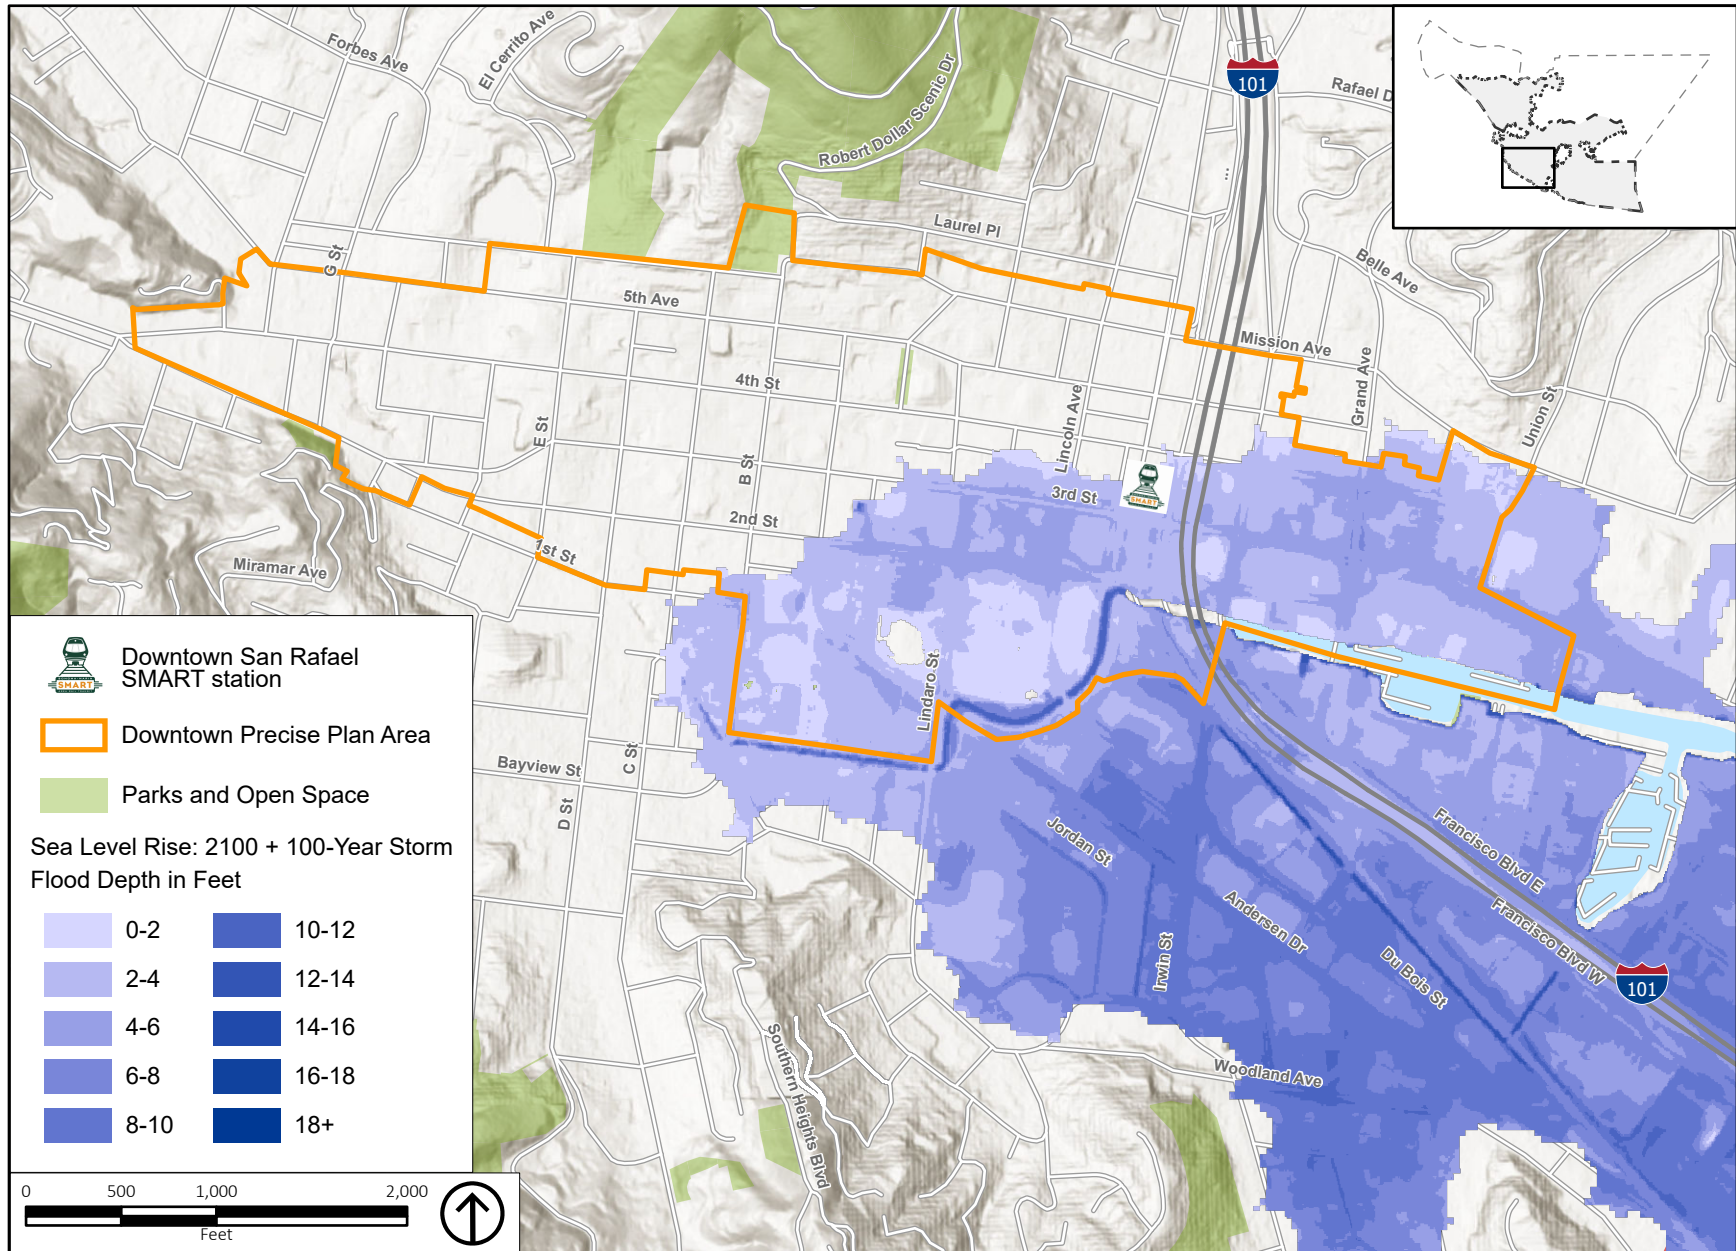 Forbes Ave
El Cerrito Ave
Robert Dollar Scenic Dr
101
Rafael D
Laurel Pl
Belle Ave
G St
5th Ave
Mission Ave
4th St
Grand Ave
Union St
Lincoln Ave
E St
B St
3rd St
SMART
2nd St
1st St
Miramar Ave
Lindaro St
C St
Bayview St
D St
Jordan St
Francisco Blvd E
Francisco Blvd W
Andersen Dr
Irwin St
Du Bois St
101
Southern Heights Blvd
Woodland Ave
SMART
Downtown San Rafael
SMART station
Downtown Precise Plan Area
Parks and Open Space
Sea Level Rise: 2100 + 100-Year Storm
Flood Depth in Feet
0-2
10-12
2-4
12-14
4-6
14-16
6-8
16-18
8-10
18+
0 500 1,000 2,000
Feet